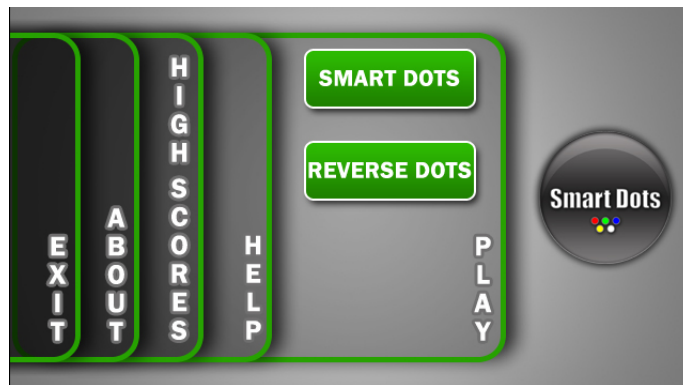 EXIT
ABOUT
HIGH SCORES
HELP
SMART DOTS
REVERSE DOTS
PLAY
Smart Dots